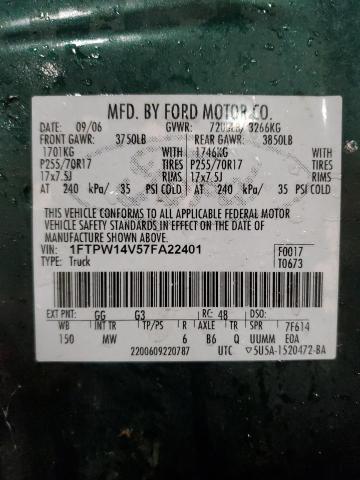 MFD. BY FORD MOTOR CO.
DATE: 09/06 GVWR: 3266KG
FRONT GAWR: 3750LB REAR GAWR: 3850LB
1701KG 1746KG
P255/70R17 TIRES P255/70R17 TIRES
17x7.5J RIMS 17x7.5J RIMS
AT 240 kPa/ 35 PSI COLD AT 240 kPa/ 35 PSI COLD
THIS VEHICLE CONFORMS TO ALL APPLICABLE FEDERAL MOTOR
VEHICLE SAFETY STANDARDS IN EFFECT ON THE DATE OF
MANUFACTURE SHOWN ABOVE.
VIN: 1FTPW14V57FA22401 F0017
TYPE: Truck T0673
EXT PNT: GG G3 RC: 48 DSO:
WB INT TR TP/PS R AXLE TR SPR 7F614
150 MW 6 B6 Q UUMM E0A
2200609220787 UTC ▽5U5A-1520472-BA